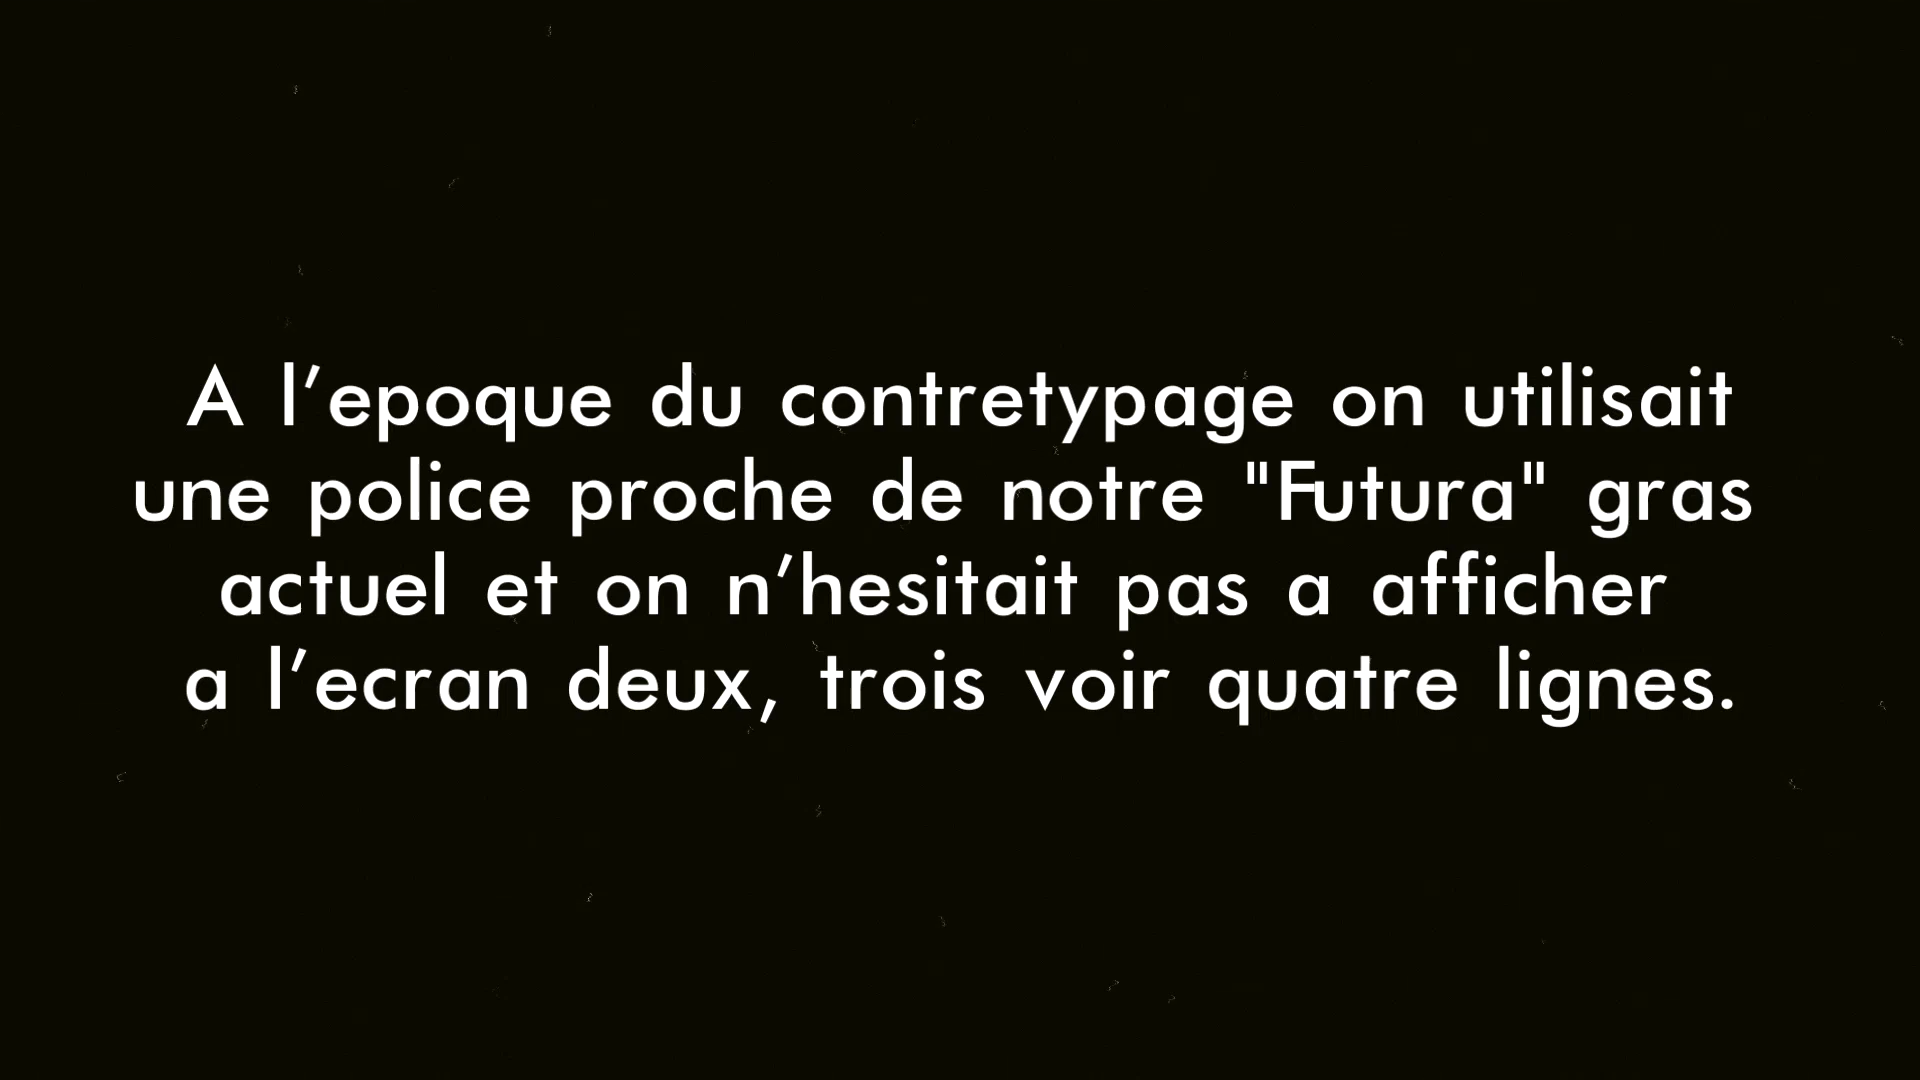 A l’epoque du contretypage on utilisait
une police proche de notre "Futura" gras
actuel et on n’hesitait pas a afficher
a l’ecran deux, trois voir quatre lignes.